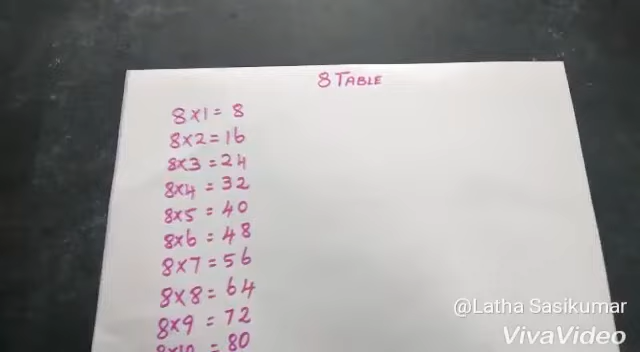 8 TABLE
8x1 = 8
8x2 = 16
8x3 = 24
8x4 = 32
8x5 = 40
8x6 = 48
8x7 = 56
8x8 = 64
8x9 = 72
8x10 = 80
@Latha Sasikumar
VivaVideo